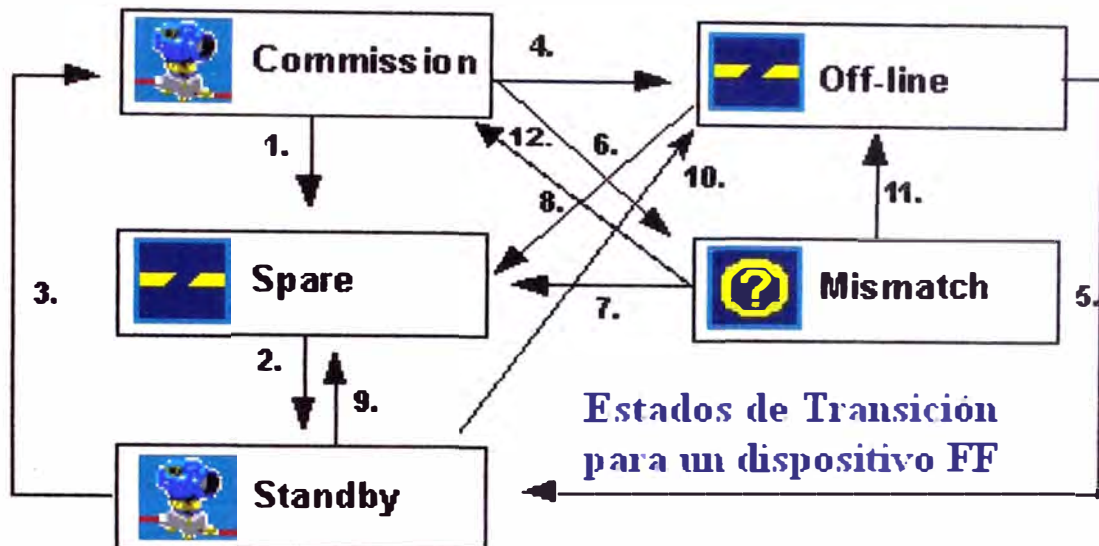 Commission
4.
Off-line
1.
12.
6.
10.
8.
11.
Spare
3.
7.
Mismatch
5.
2.
9.
Estados de Transición
para un dispositivo FF
Standby